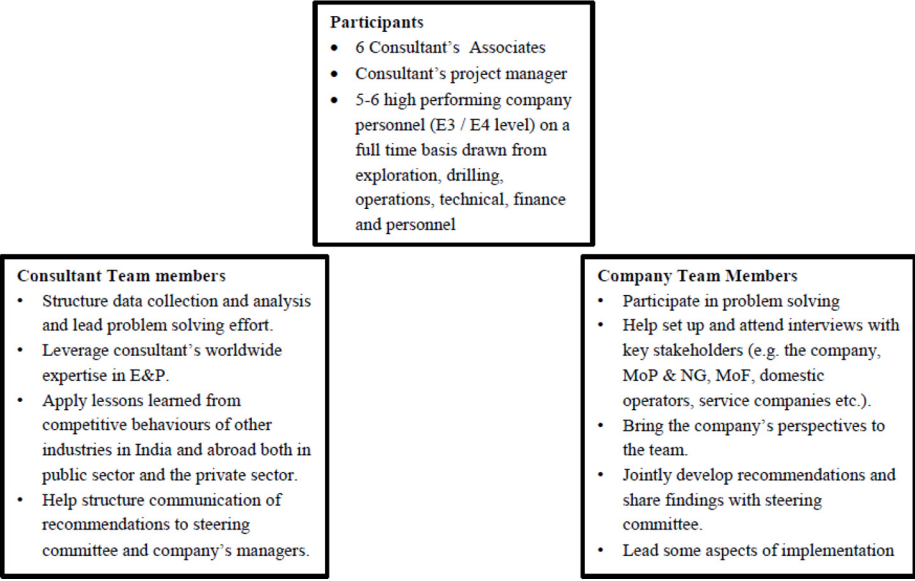 Participants
• 6 Consultant's Associates
• Consultant's project manager
• 5-6 high performing company
personnel (E3 / E4 level) on a
full time basis drawn from
exploration, drilling,
operations, technical, finance
and personnel
Consultant Team members
• Structure data collection and analysis
and lead problem solving effort.
• Leverage consultant's worldwide
expertise in E&P.
• Apply lessons learned from
competitive behaviours of other
industries in India and abroad both in
public sector and the private sector.
• Help structure communication of
recommendations to steering
committee and company's managers.
Company Team Members
• Participate in problem solving
• Help set up and attend interviews with
key stakeholders (e.g. the company,
MoP & NG, MoF, domestic
operators, service companies etc.).
• Bring the company's perspectives to
the team.
• Jointly develop recommendations and
share findings with steering
committee.
• Lead some aspects of implementation